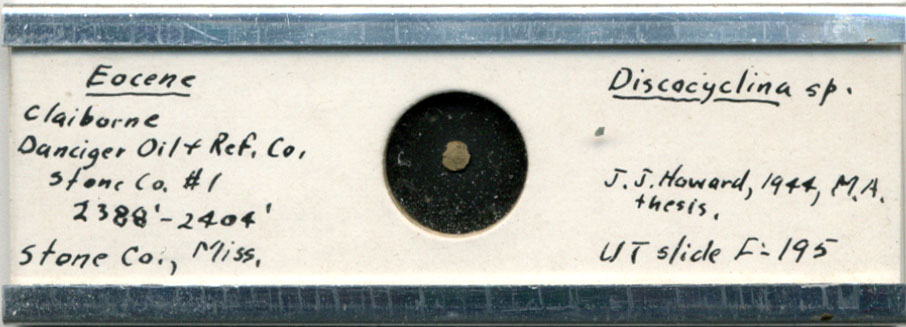 Eocene
Claiborne
Danciger Oil + Ref. Co.
Stone Co. #1
2388'-2404'
Stone Co., Miss.
Discocyclina sp.
J. J. Howard, 1944, M.A.
thesis.
UT slide F-195